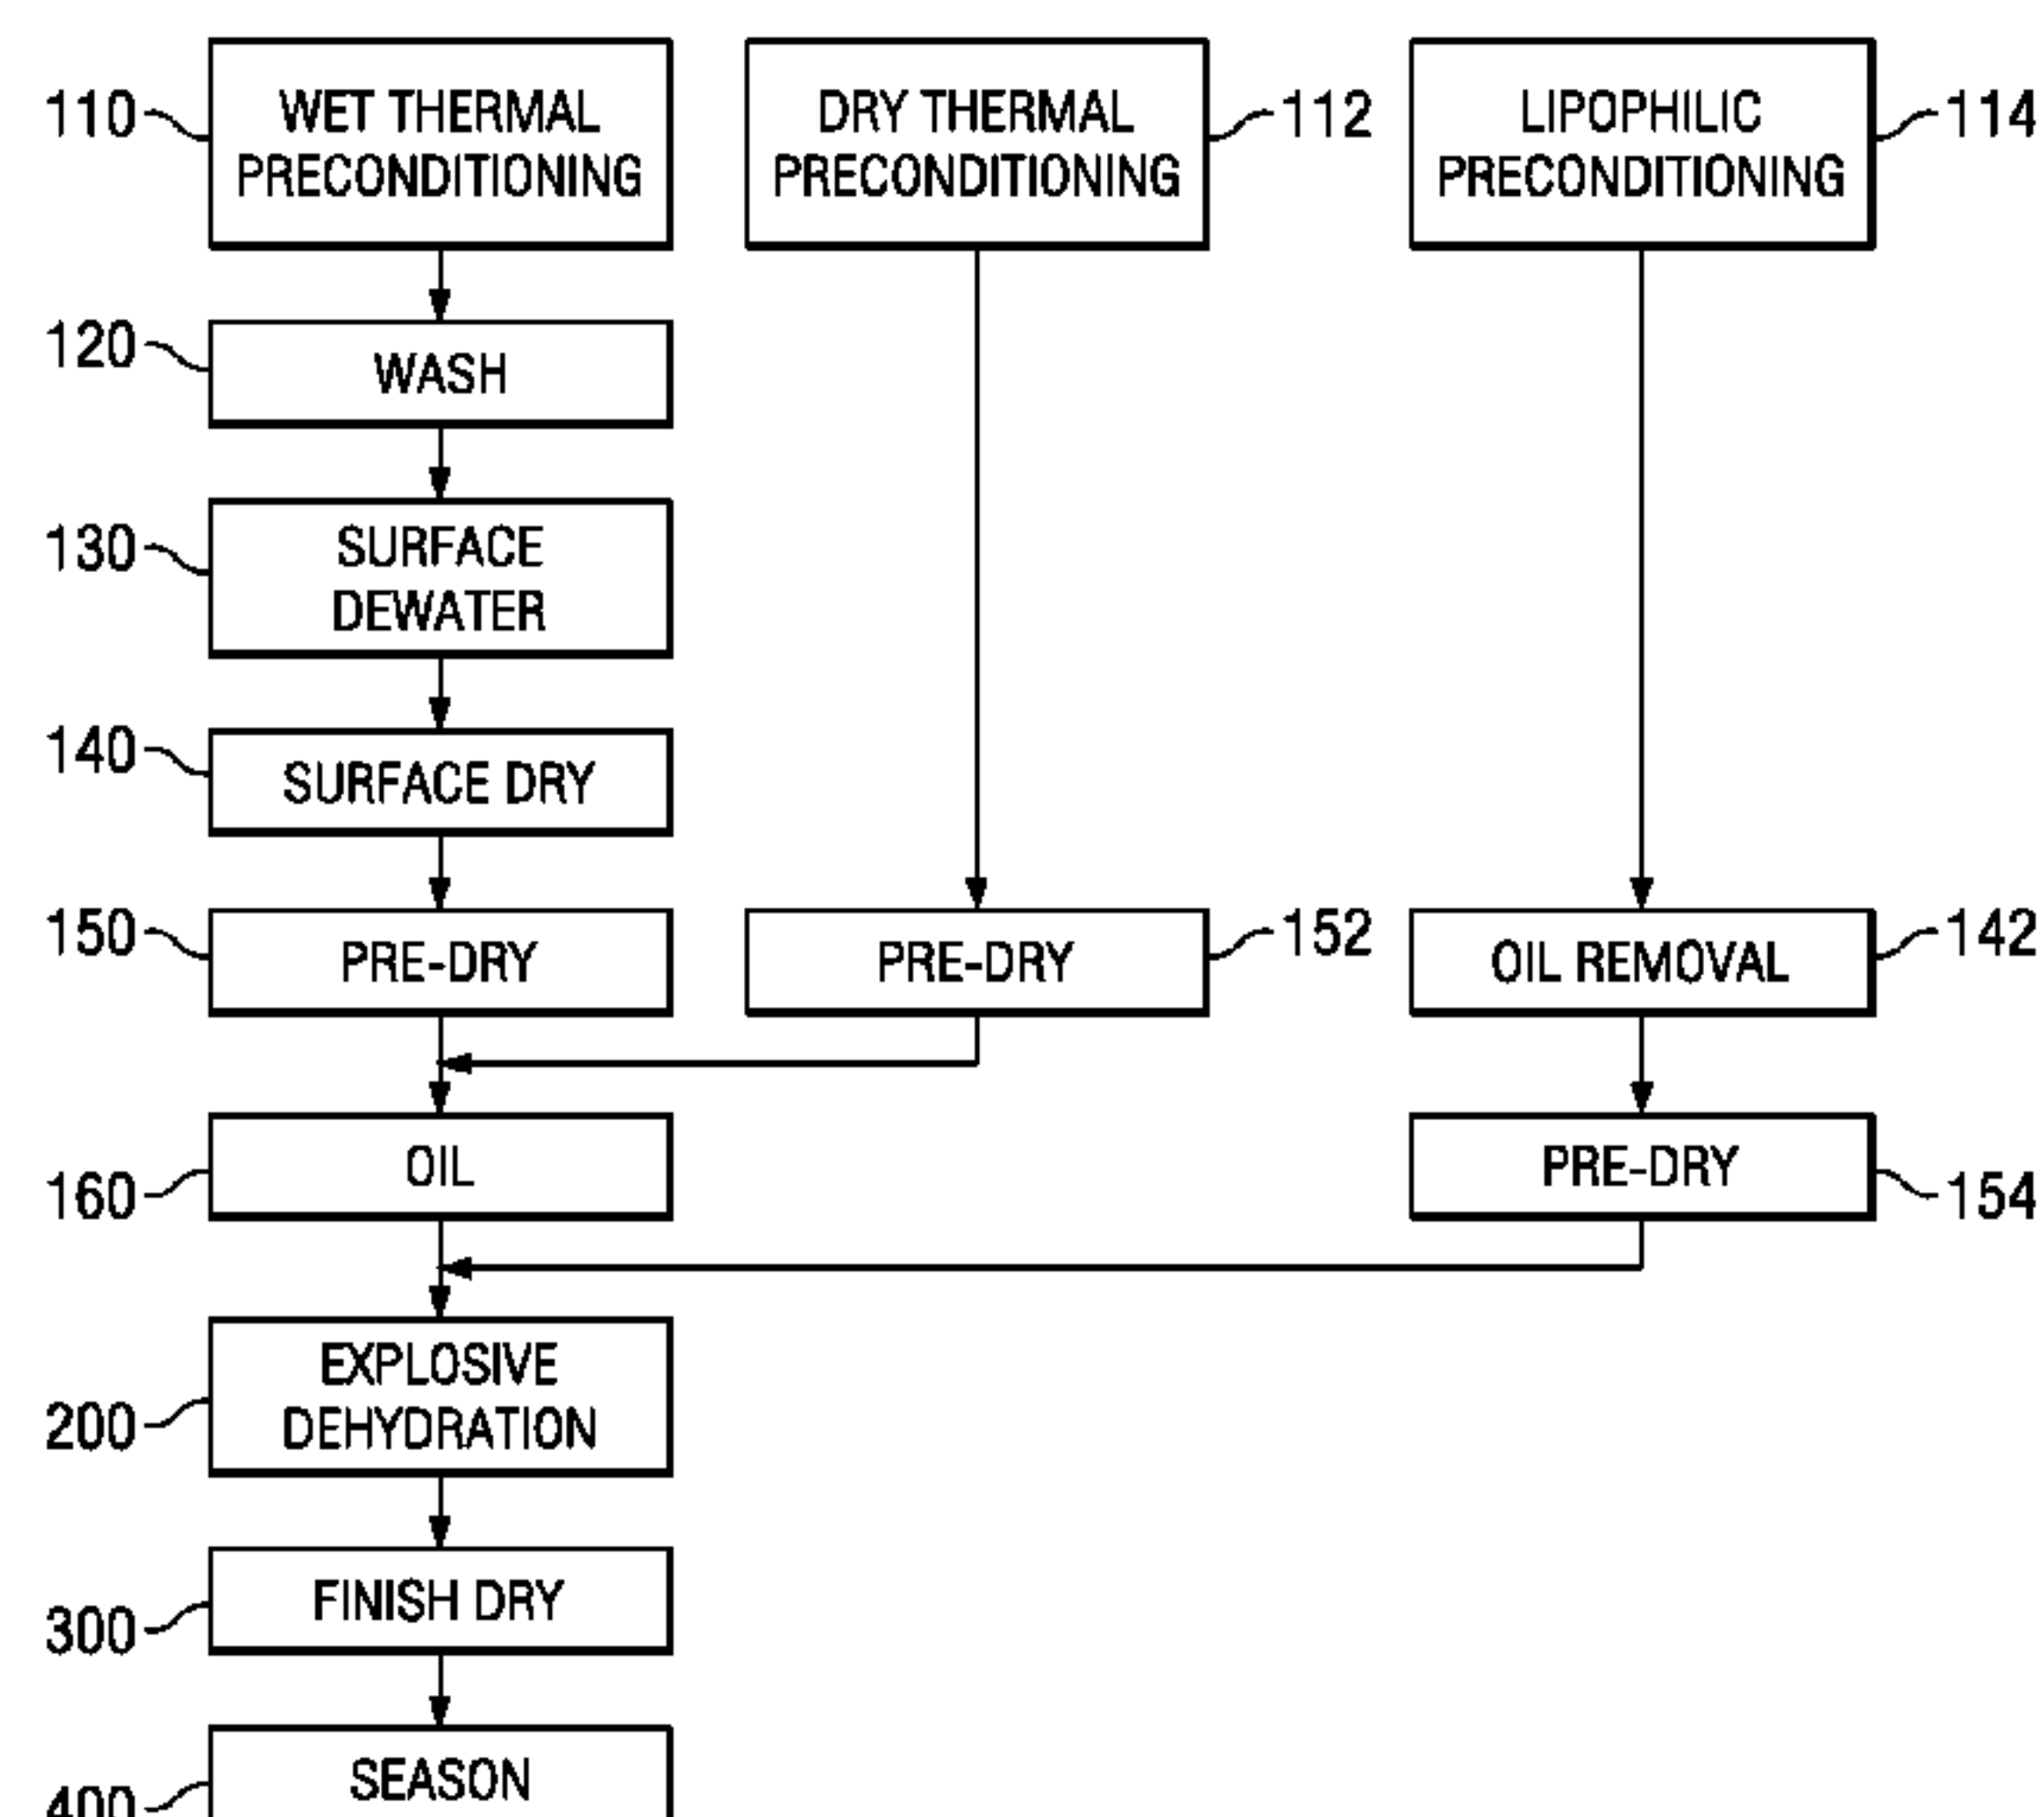 110
WET THERMAL
PRECONDITIONING
DRY THERMAL
PRECONDITIONING
112
LIPOPHILIC
PRECONDITIONING
114
120
WASH
130
SURFACE
DEWATER
140
SURFACE DRY
150
PRE-DRY
PRE-DRY
152
OIL REMOVAL
142
160
OIL
PRE-DRY
154
200
EXPLOSIVE
DEHYDRATION
300
FINISH DRY
400
SEASON